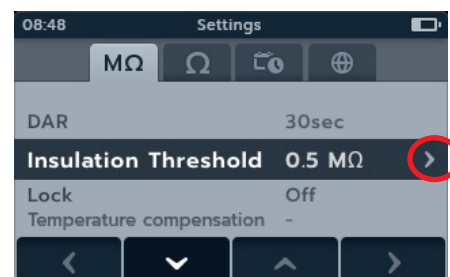 08:48 Settings
MΩ Ω
DAR 30sec
Insulation Threshold 0.5 MΩ
Lock Off
Temperature compensation -